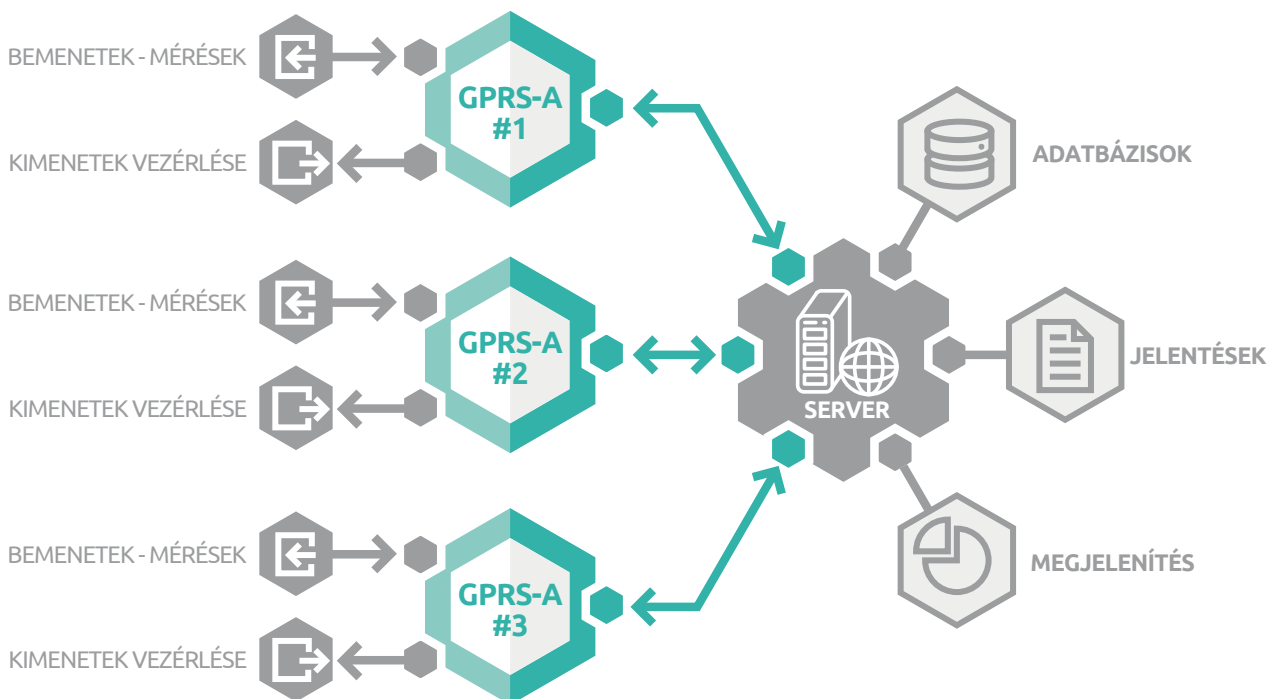 BEMENETEK - MÉRÉSEK
GPRS-A
#1
KIMENETEK VEZÉRLÉSE
BEMENETEK - MÉRÉSEK
GPRS-A
#2
KIMENETEK VEZÉRLÉSE
BEMENETEK - MÉRÉSEK
GPRS-A
#3
KIMENETEK VEZÉRLÉSE
SERVER
ADATBÁZISOK
JELENTÉSEK
MEGJELENÍTÉS